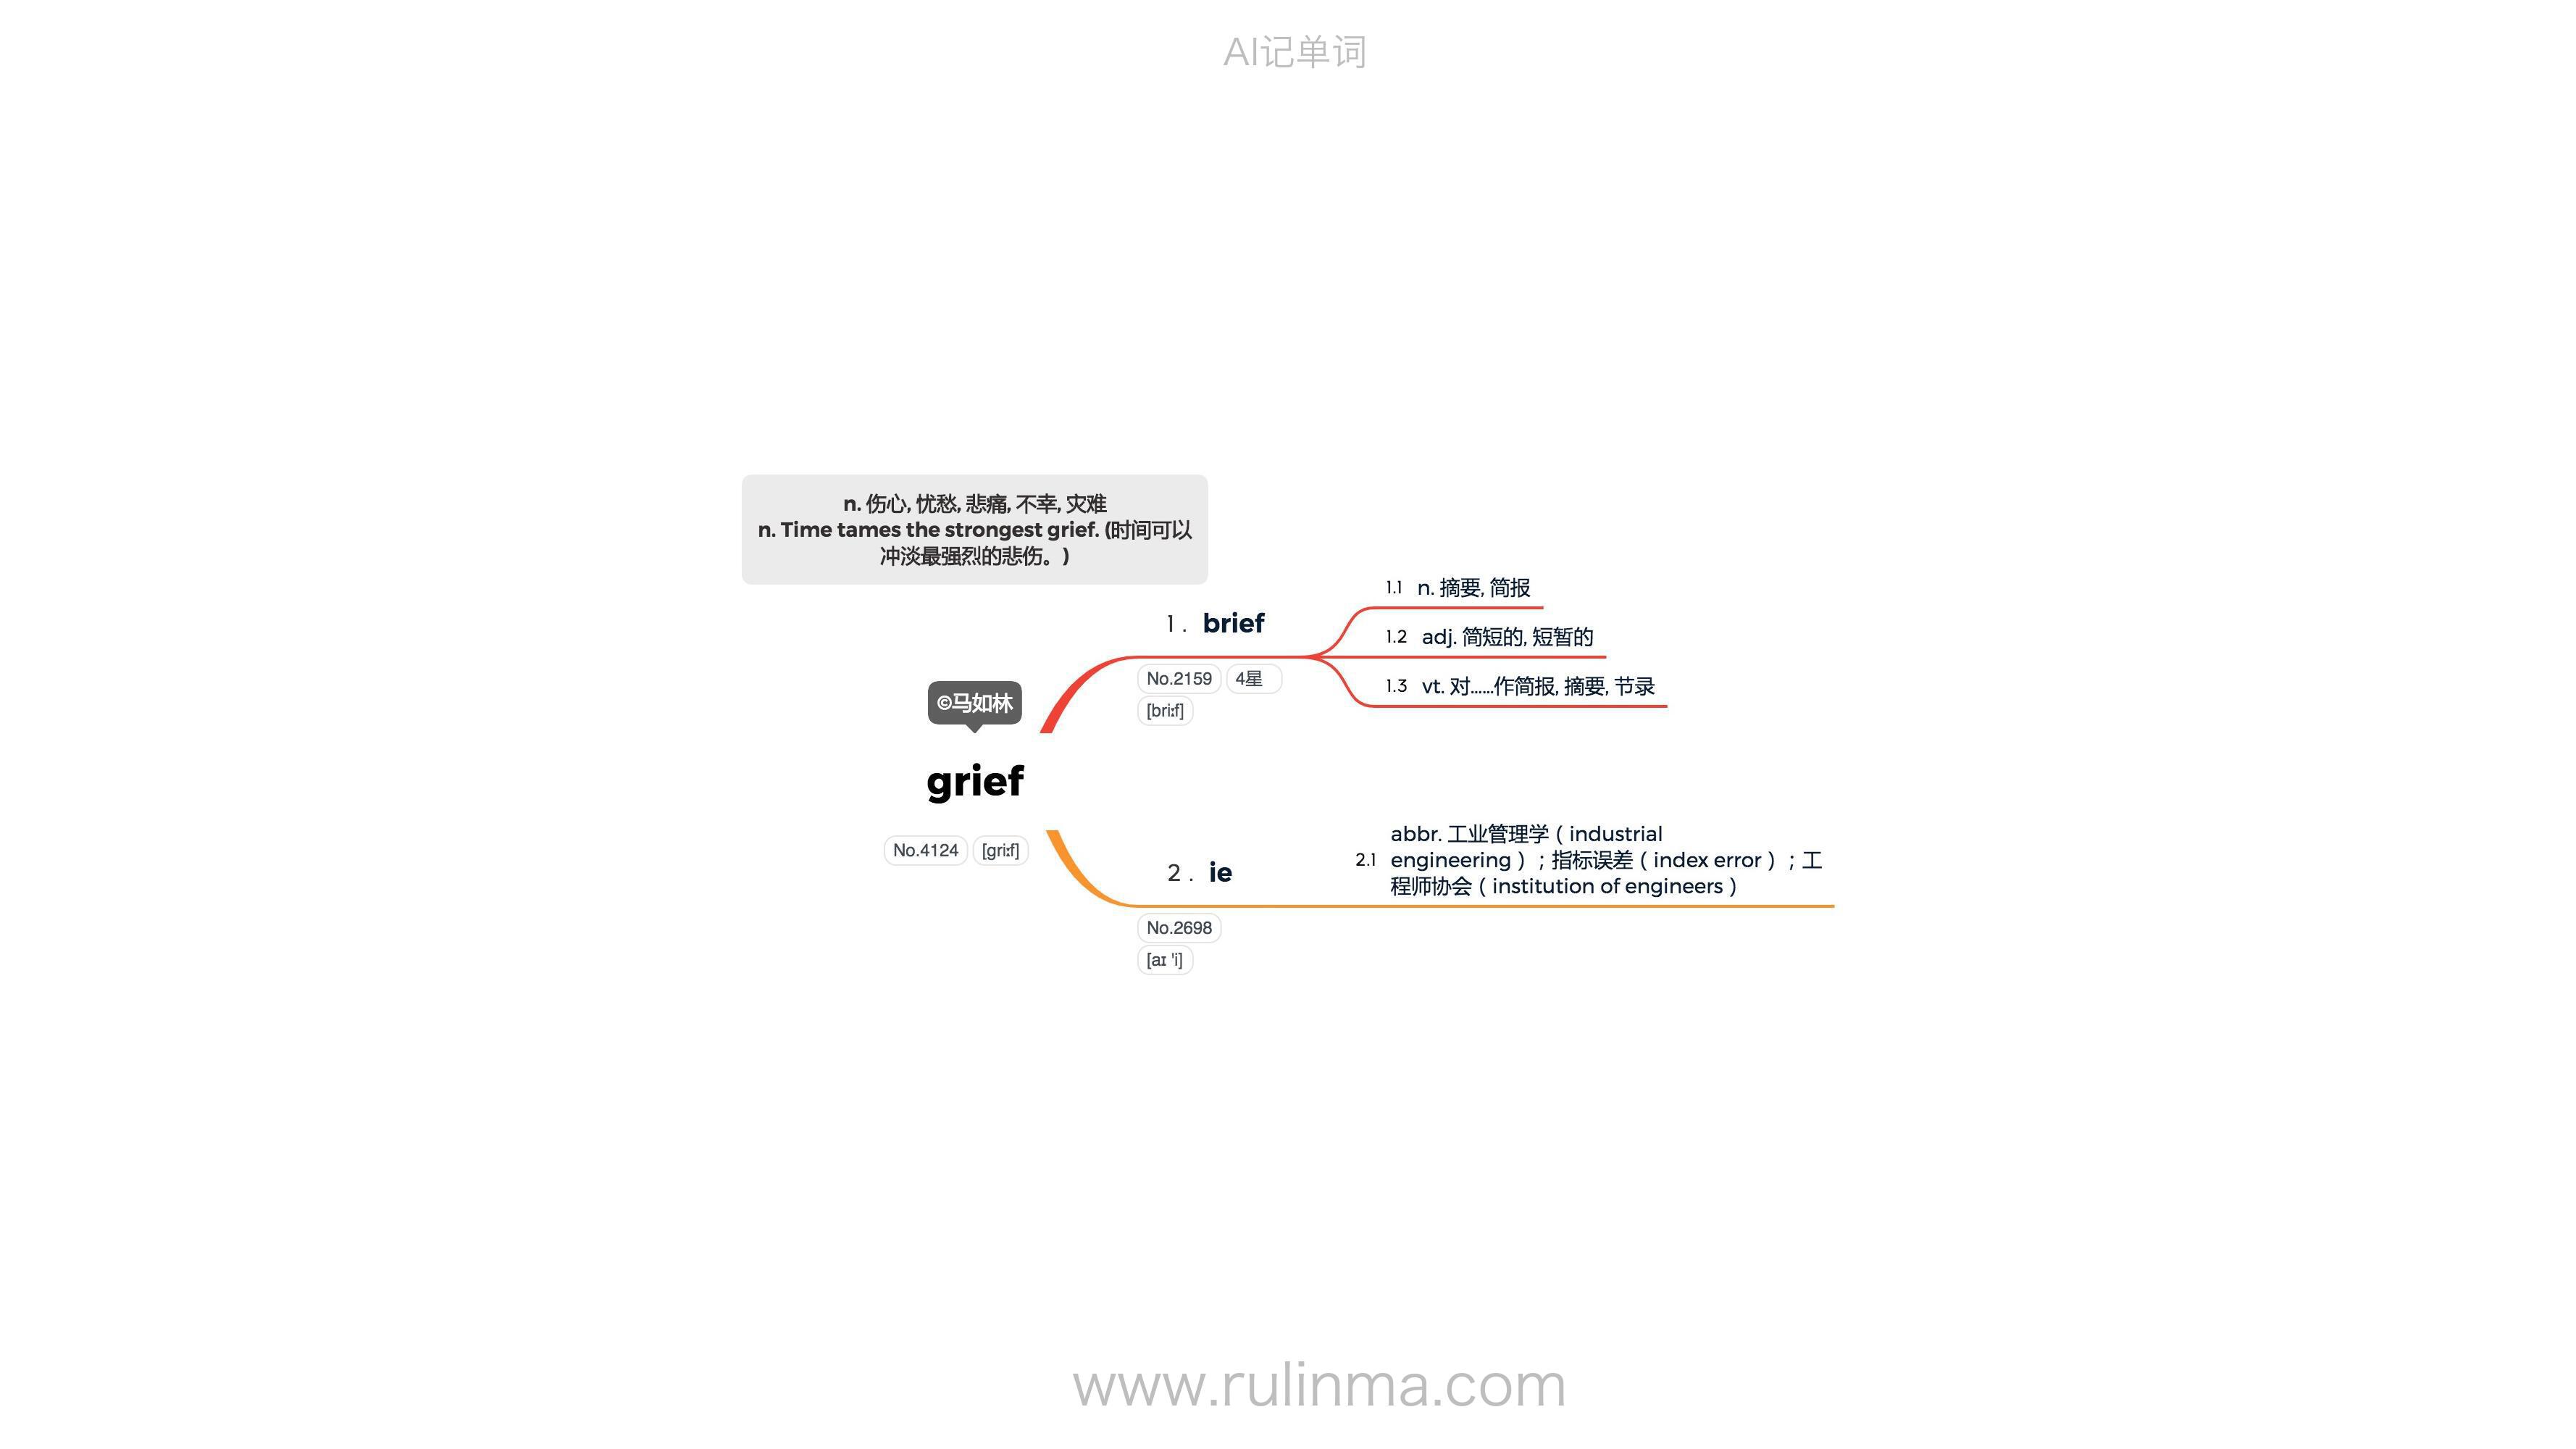 AI记单词
n. 伤心, 忧愁, 悲痛, 不幸, 灾难
n. Time tames the strongest grief. (时间可以
冲淡最强烈的悲伤。)
©马如林
grief
No.4124 [griːf]
1 . brief
No.2159 4星
[briːf]
1.1 n. 摘要, 简报
1.2 adj. 简短的, 短暂的
1.3 vt. 对……作简报, 摘要, 节录
2 . ie
No.2698
[aɪ 'i]
2.1 abbr. 工业管理学（industrial
engineering）；指标误差（index error）；工
程师协会（institution of engineers）
www.rulinma.com